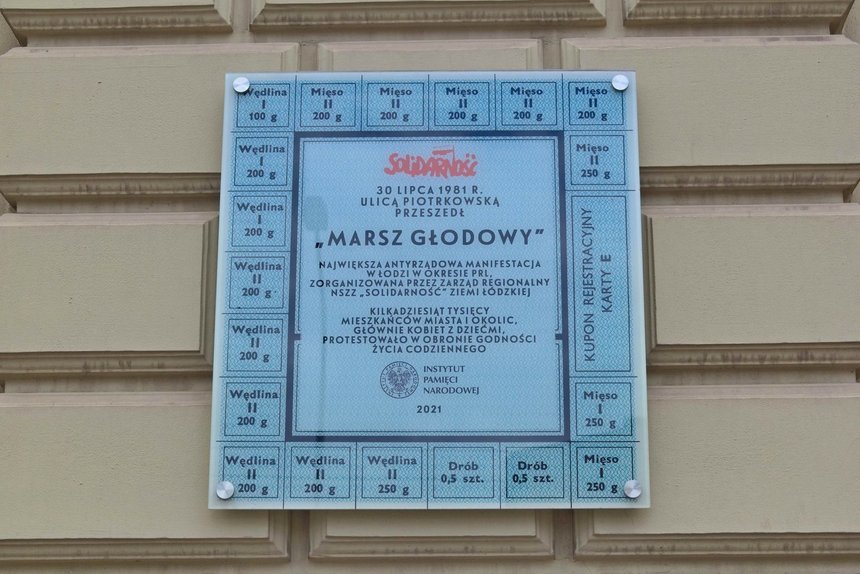 Wędlina
I
100 g
Mięso
II
200 g
Mięso
II
200 g
Mięso
II
200 g
Mięso
II
200 g
Mięso
II
200 g
Wędlina
I
200 g
Mięso
II
250 g
Wędlina
I
200 g
Wędlina
II
200 g
Wędlina
II
200 g
Wędlina
II
200 g
KUPON REJESTRACYJNY
KARTY E
Mięso
I
250 g
SOLIDARNOŚĆ
30 LIPCA 1981 R.
ULICĄ PIOTRKOWSKĄ
PRZESZEDŁ
„MARSZ GŁODOWY”
NAJWIĘKSZA ANTYRZĄDOWA MANIFESTACJA
W ŁODZI W OKRESIE PRL,
ZORGANIZOWANA PRZEZ ZARZĄD REGIONALNY
NSZZ „SOLIDARNOŚĆ” ZIEMI ŁÓDZKIEJ
KILKADZIESIĄT TYSIĘCY
MIESZKAŃCÓW MIASTA I OKOLIC,
GŁÓWNIE KOBIET Z DZIEĆMI,
PROTESTOWAŁO W OBRONIE GODNOŚCI
ŻYCIA CODZIENNEGO
INSTYTUT
PAMIĘCI
NARODOWEJ
2021
Wędlina
II
200 g
Wędlina
II
200 g
Wędlina
II
250 g
Drób
0,5 szt.
Drób
0,5 szt.
Mięso
I
250 g